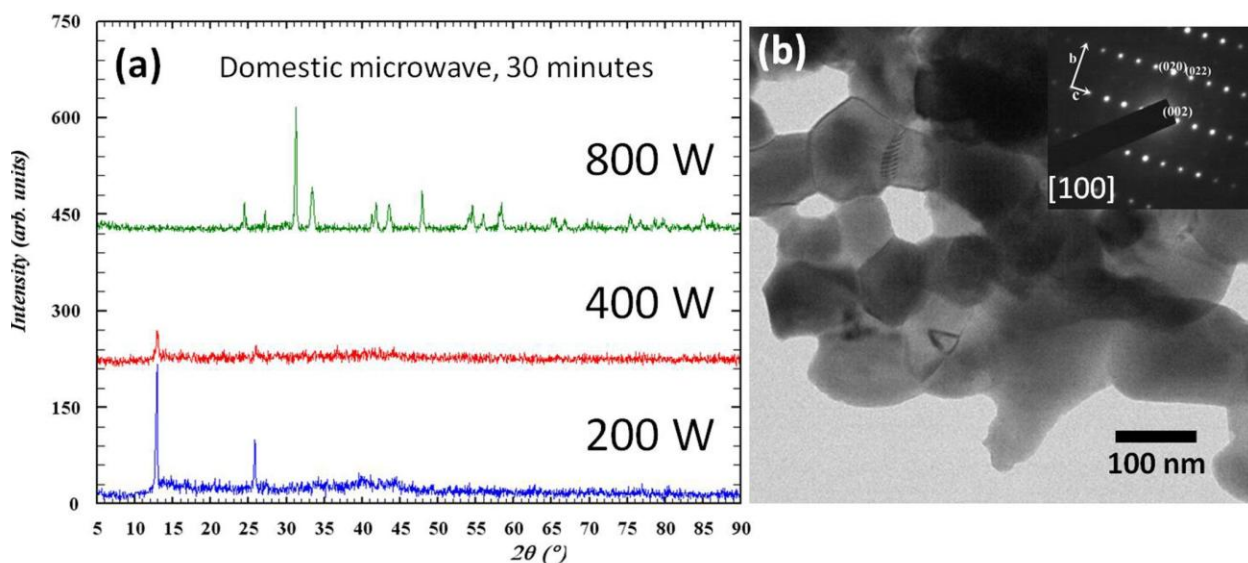 (a)
Domestic microwave, 30 minutes
800 W
400 W
200 W
Intensity (arb. units)
750
600
450
300
150
0
5 10 15 20 25 30 35 40 45 50 55 60 65 70 75 80 85 90
2θ (°)
(b)
b
c
(020)
(022)
(002)
[100]
100 nm